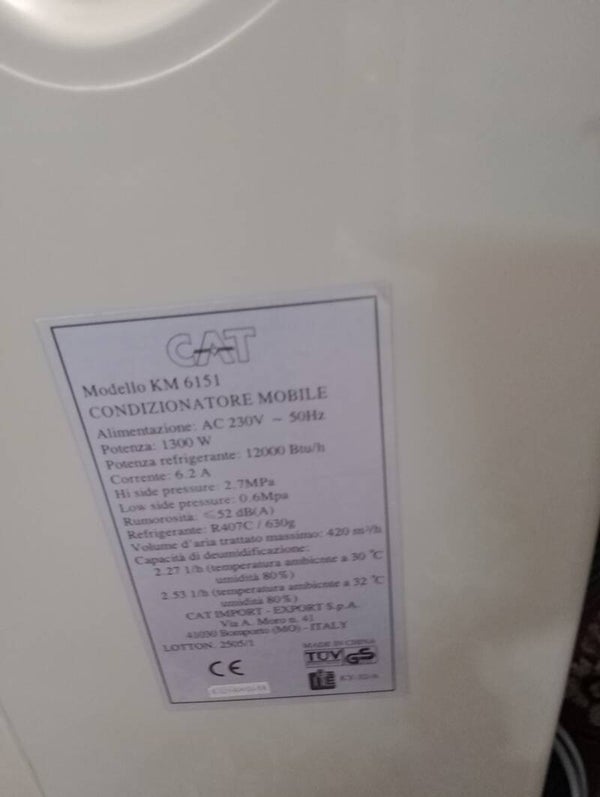 CAT
Modello KM 6151
CONDIZIONATORE MOBILE
Alimentazione: AC 230V ~ 50Hz
Potenza: 1300 W
Potenza refrigerante: 12000 Btu/h
Corrente: 6.2 A
Hi side pressure: 2.7MPa
Low side pressure: 0.6Mpa
Rumorosità: ≤52 dB(A)
Refrigerante: R407C / 630g
Volume d'aria trattato massimo: 420 m³/h
Capacità di deumidificazione:
2.27 l/h (temperatura ambiente a 30 ℃
umidità 80%)
2.53 l/h (temperatura ambiente a 32 ℃
umidità 80%)
CAT IMPORT - EXPORT S.p.A.
Via A. Moro n. 41
41030 Bomporto (MO) - ITALY
LOTTON. 2505/1
MADE IN CHINA
CE
TÜV GS